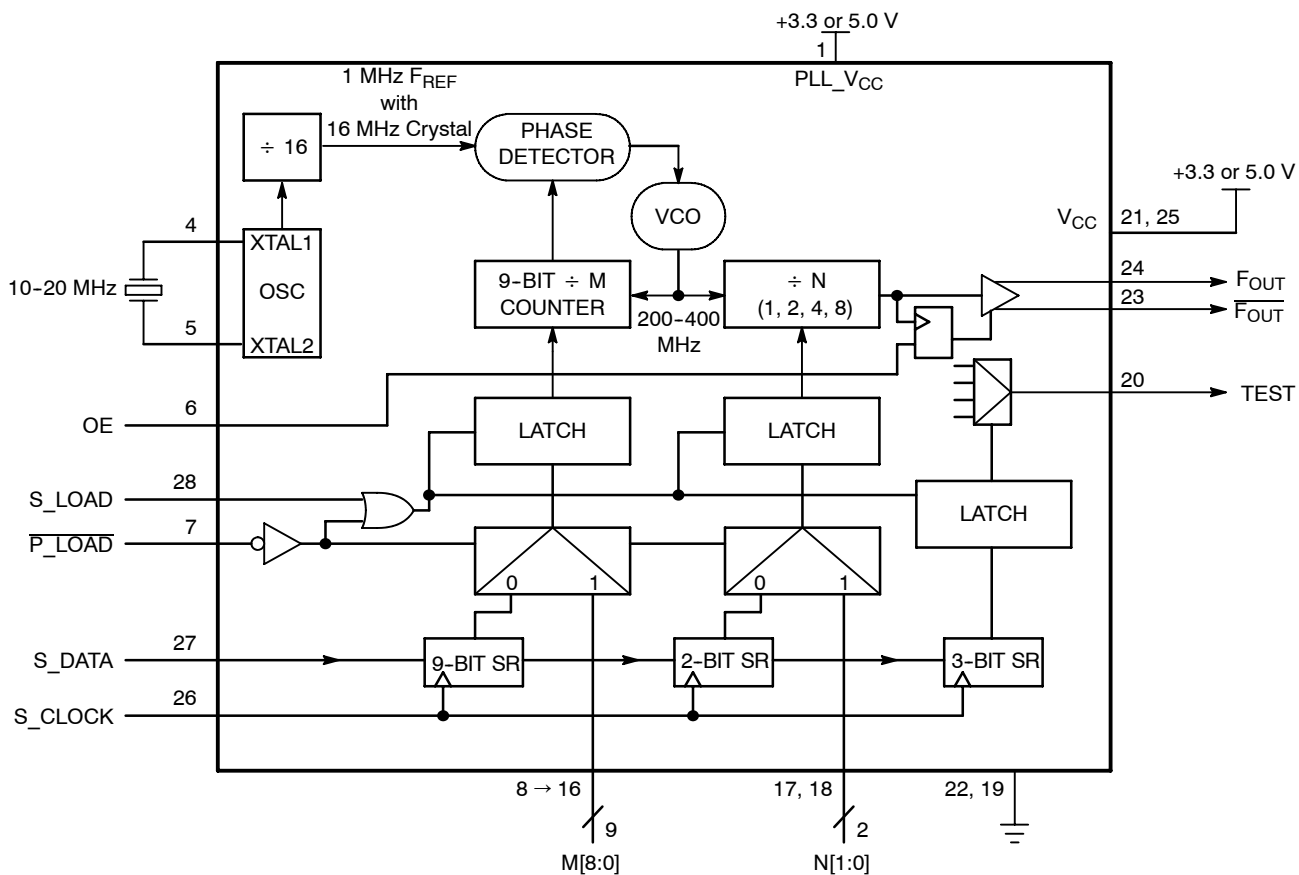 +3.3 or 5.0 V
1
PLL_VCC
1 MHz FREF
with
16 MHz Crystal
÷ 16
PHASE
DETECTOR
VCO
+3.3 or 5.0 V
VCC
21, 25
4
XTAL1
10-20 MHz
OSC
5
XTAL2
9-BIT ÷ M
COUNTER
200-400
MHz
÷ N
(1, 2, 4, 8)
24
FOUT
23
F̅O̅U̅T̅
20
TEST
6
OE
LATCH
LATCH
28
S_LOAD
7
P̅_̅L̅O̅A̅D̅
LATCH
0
1
0
1
27
S_DATA
9-BIT SR
2-BIT SR
3-BIT SR
26
S_CLOCK
8 → 16
17, 18
22, 19
9
2
M[8:0]
N[1:0]